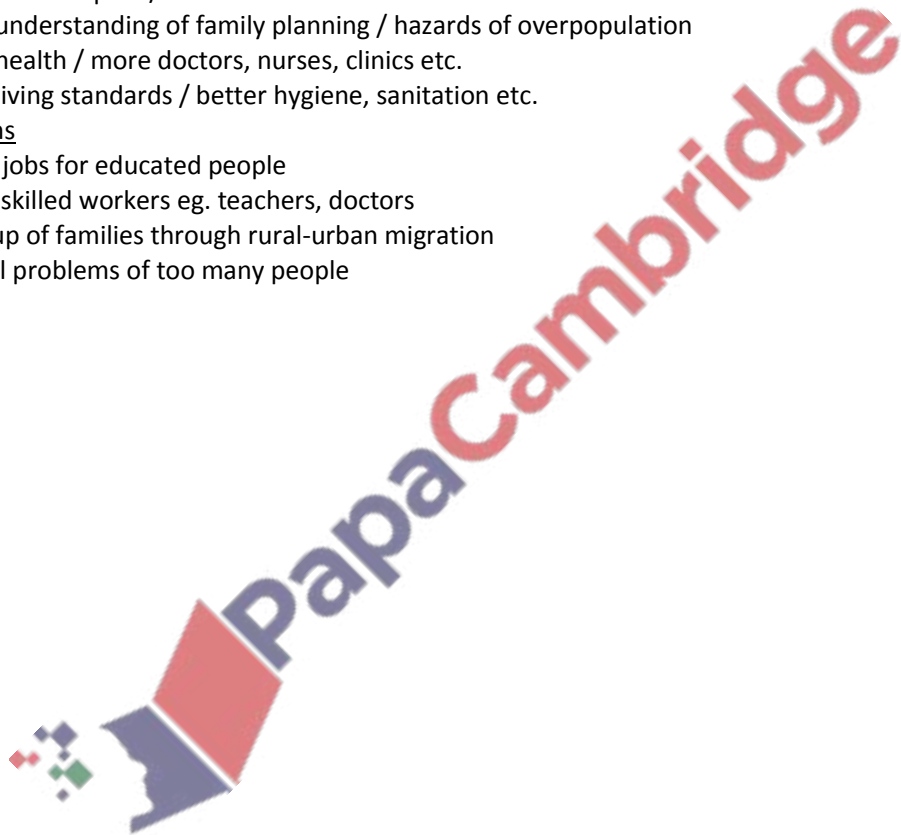 understanding of family planning / hazards of overpopulation
health / more doctors, nurses, clinics etc.
iving standards / better hygiene, sanitation etc.
ns
jobs for educated people
skilled workers eg. teachers, doctors
up of families through rural-urban migration
l problems of too many people
PapaCambridge